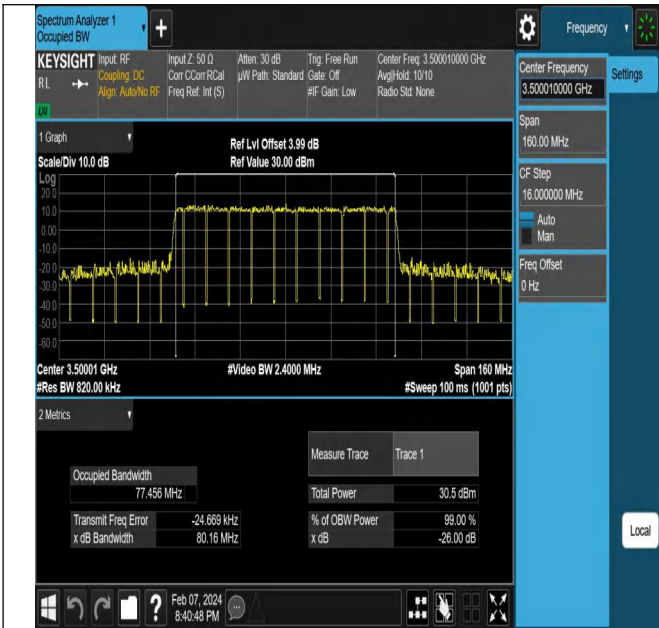 Spectrum Analyzer 1
Occupied BW
Frequency
KEYSIGHT
RL
LXI
Input: RF
Coupling: DC
Align: Auto/No RF
Input Z: 50 Ω
Corr CCorr RCal
Freq Ref: Int (S)
Atten: 30 dB
µW Path: Standard
Trig: Free Run
Gate: Off
#IF Gain: Low
Center Freq: 3.500010000 GHz
Avg|Hold: 10/10
Radio Std: None
Center Frequency
3.500010000 GHz
Settings
Span
160.00 MHz
CF Step
16.000000 MHz
Auto
Man
Freq Offset
0 Hz
1 Graph
Scale/Div 10.0 dB
Ref Lvl Offset 3.99 dB
Ref Value 30.00 dBm
Log
20.0
10.0
0.00
-10.0
-20.0
-30.0
-40.0
-50.0
-60.0
Center 3.50001 GHz
#Video BW 2.4000 MHz
Span 160 MHz
#Res BW 820.00 kHz
#Sweep 100 ms (1001 pts)
2 Metrics
Measure Trace
Trace 1
Occupied Bandwidth
77.456 MHz
Total Power
30.5 dBm
Transmit Freq Error
-24.669 kHz
% of OBW Power
99.00 %
x dB Bandwidth
80.16 MHz
x dB
-26.00 dB
Local
?
Feb 07, 2024
8:40:48 PM